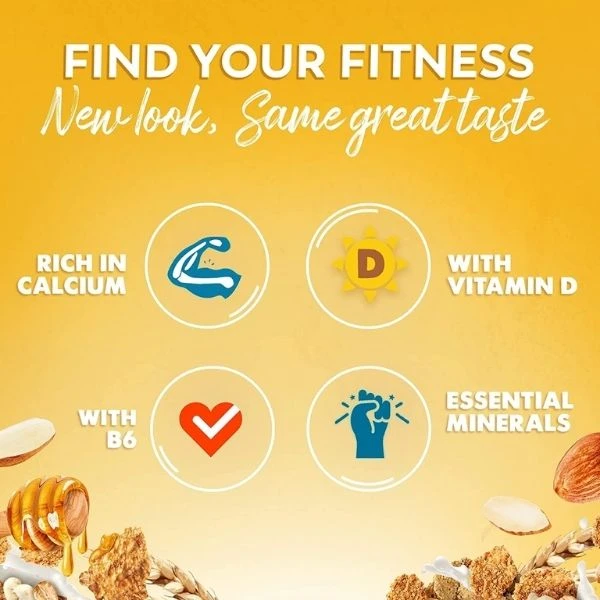 FIND YOUR FITNESS
New look, Same great taste
RICH IN
CALCIUM
D
WITH
VITAMIN D
WITH
B6
ESSENTIAL
MINERALS